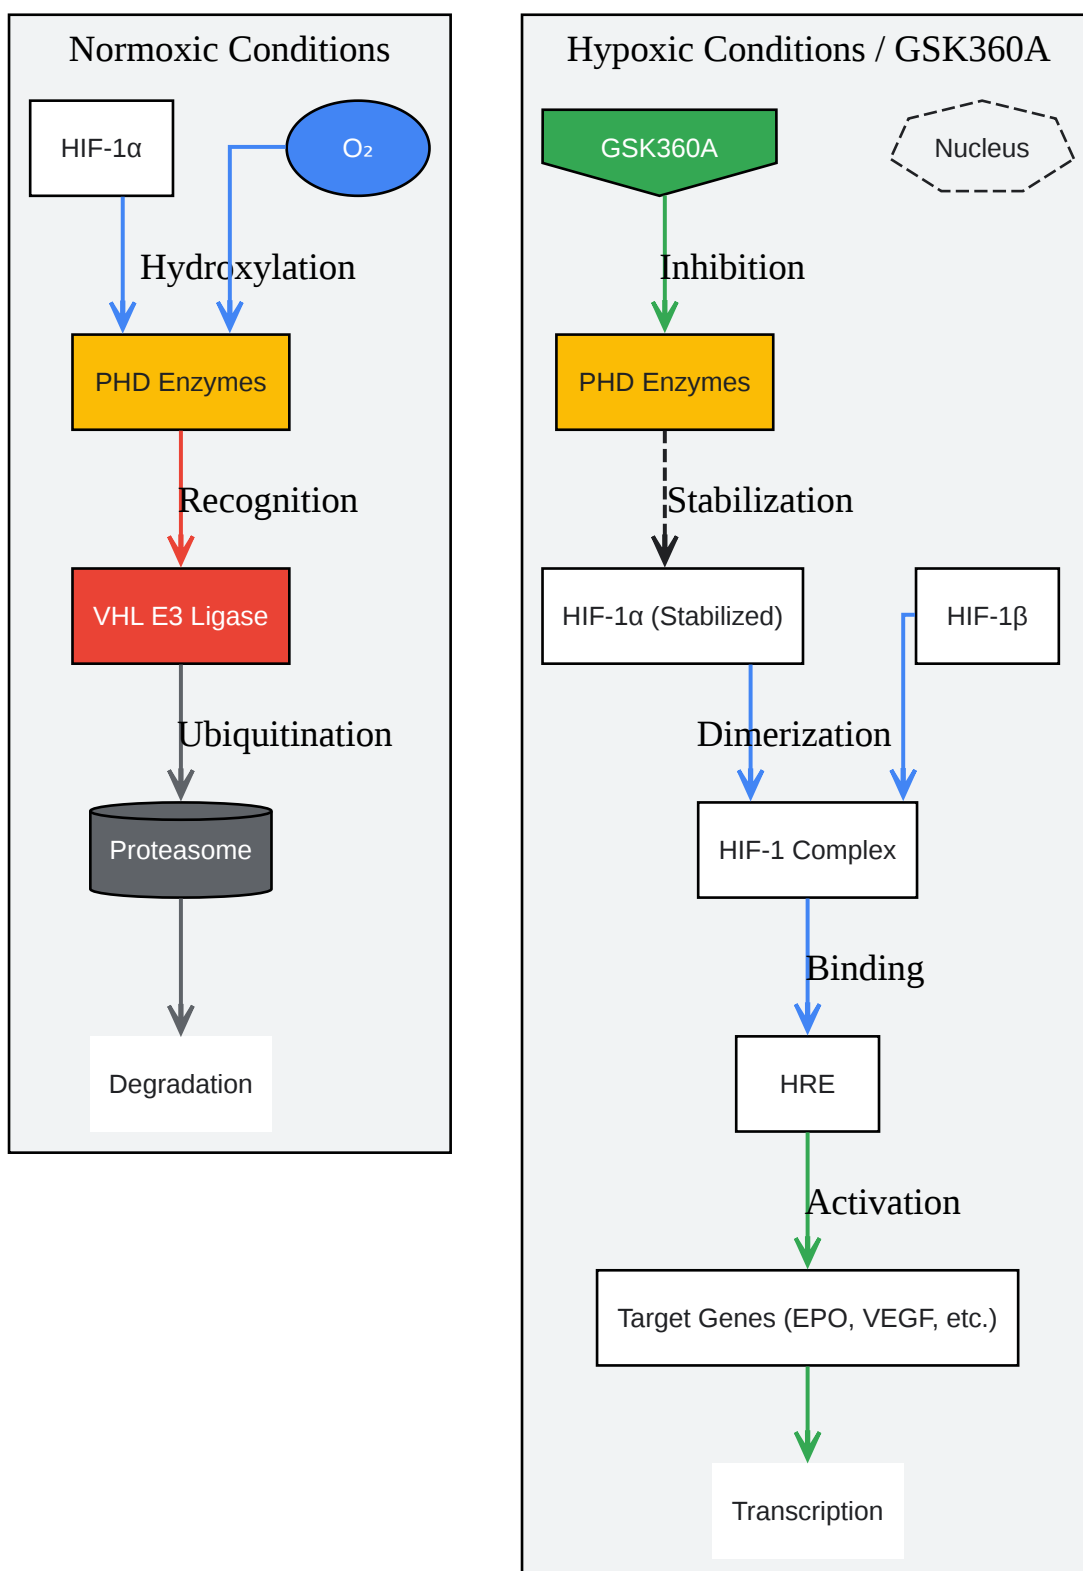 Normoxic Conditions
HIF-1α
O₂
Hydroxylation
PHD Enzymes
Recognition
VHL E3 Ligase
Ubiquitination
Proteasome
Degradation
Hypoxic Conditions / GSK360A
GSK360A
Nucleus
Inhibition
PHD Enzymes
Stabilization
HIF-1α (Stabilized)
HIF-1β
Dimerization
HIF-1 Complex
Binding
HRE
Activation
Target Genes (EPO, VEGF, etc.)
Transcription